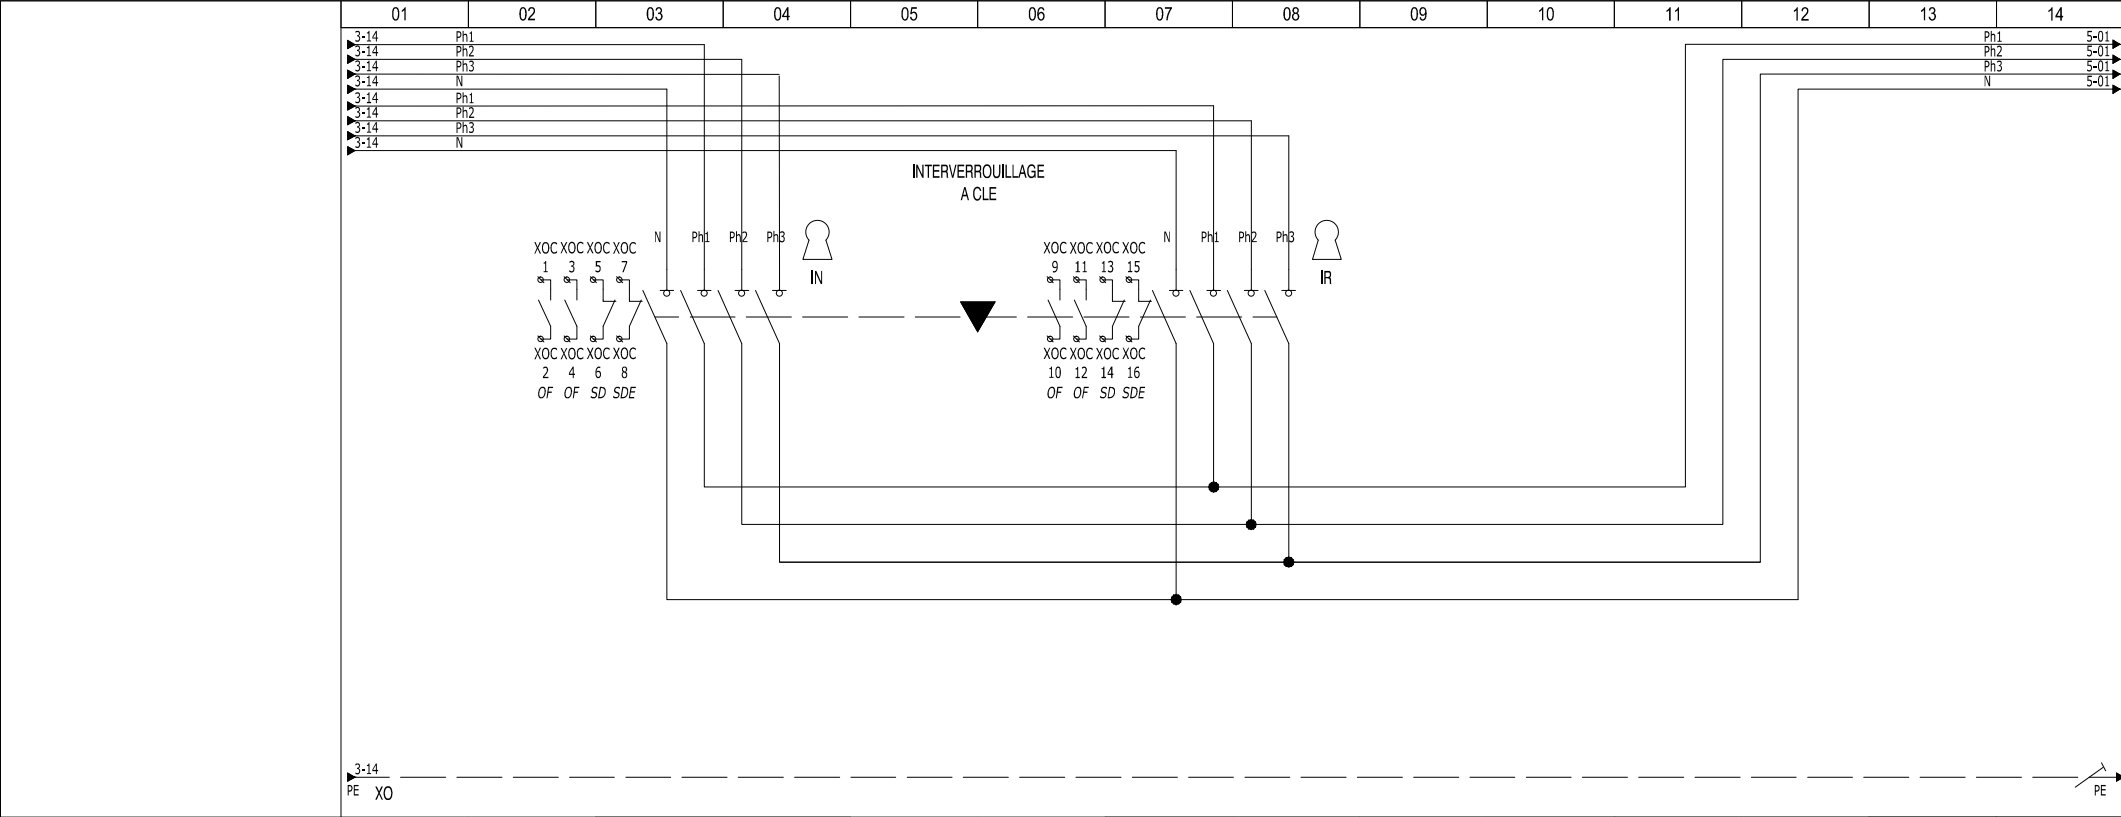 01 02 03 04 05 06 07 08 09 10 11 12 13 14
3-14 Ph1
3-14 Ph2
3-14 Ph3
3-14 N
3-14 Ph1
3-14 Ph2
3-14 Ph3
3-14 N
Ph1 5-01
Ph2 5-01
Ph3 5-01
N 5-01
INTERVERROUILLAGE
A CLE
N Ph1 Ph2 Ph3
XOC XOC XOC XOC
1 3 5 7
IN
XOC XOC XOC XOC
2 4 6 8
OF OF SD SDE
N Ph1 Ph2 Ph3
XOC XOC XOC XOC
9 11 13 15
IR
XOC XOC XOC XOC
10 12 14 16
OF OF SD SDE
3-14
PE XO
PE